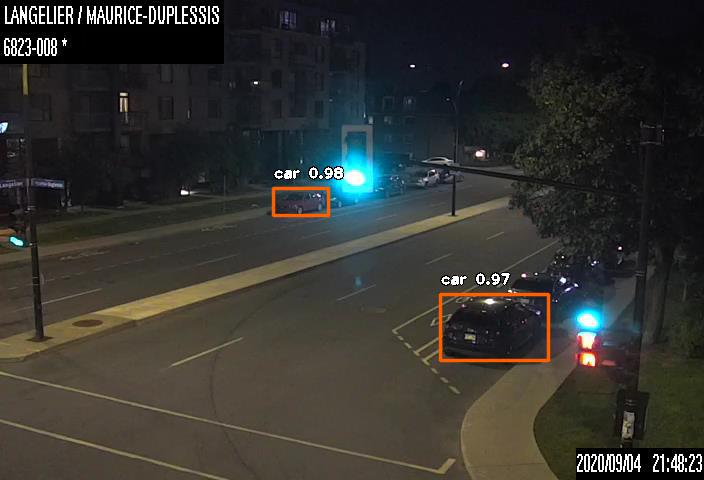 LANGELIER / MAURICE-DUPLESSIS
6823-008 *
car 0.98
car 0.97
2020/09/04 21:48:23